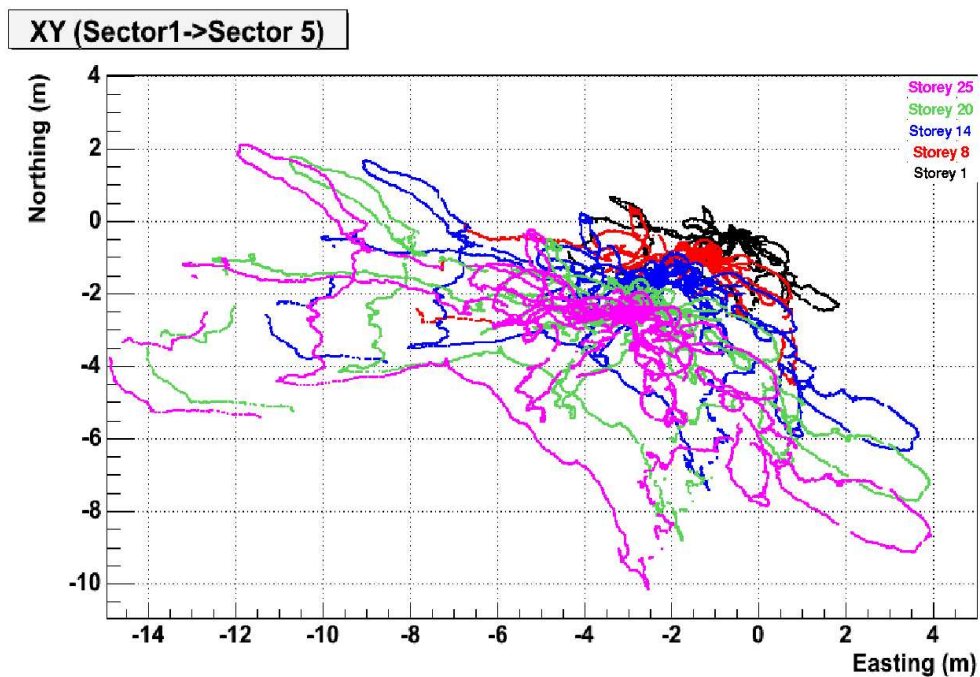 XY (Sector1->Sector 5)
Northing (m)
4
2
0
-2
-4
-6
-8
-10
Storey 25
Storey 20
Storey 14
Storey 8
Storey 1
-14 -12 -10 -8 -6 -4 -2 0 2 4
Easting (m)